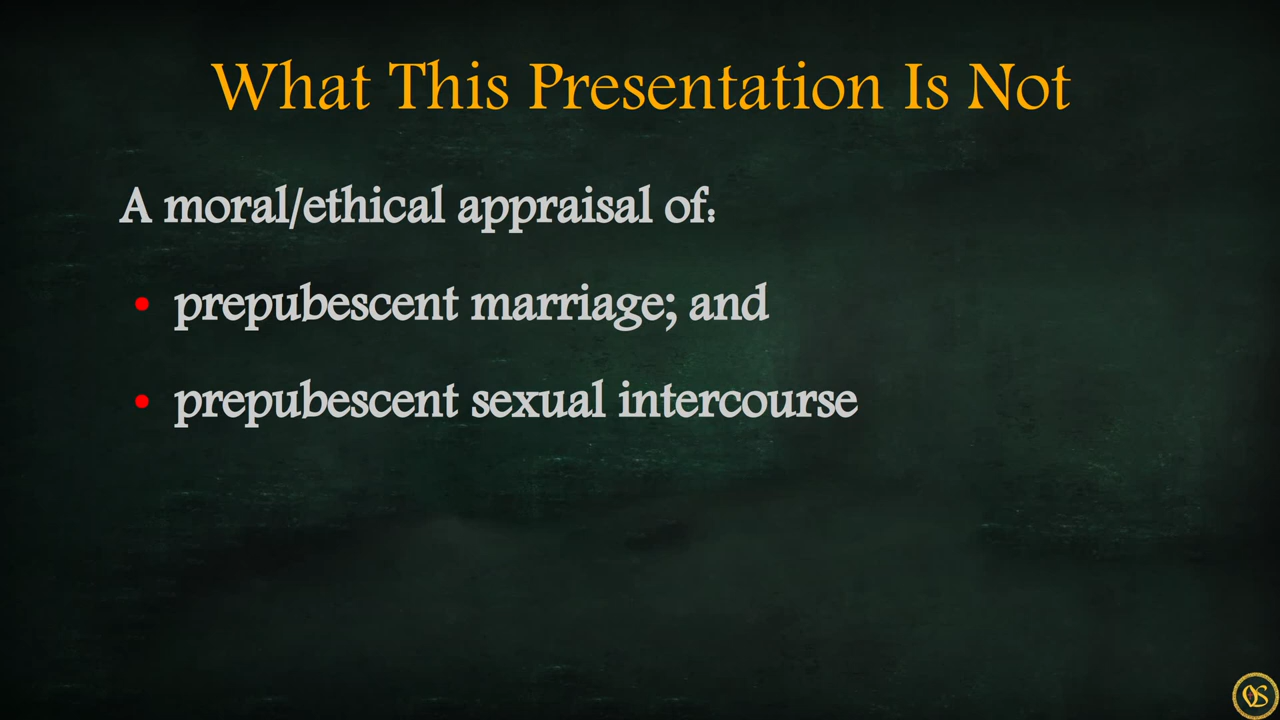 What This Presentation Is Not
A moral/ethical appraisal of:
• prepubescent marriage; and
• prepubescent sexual intercourse